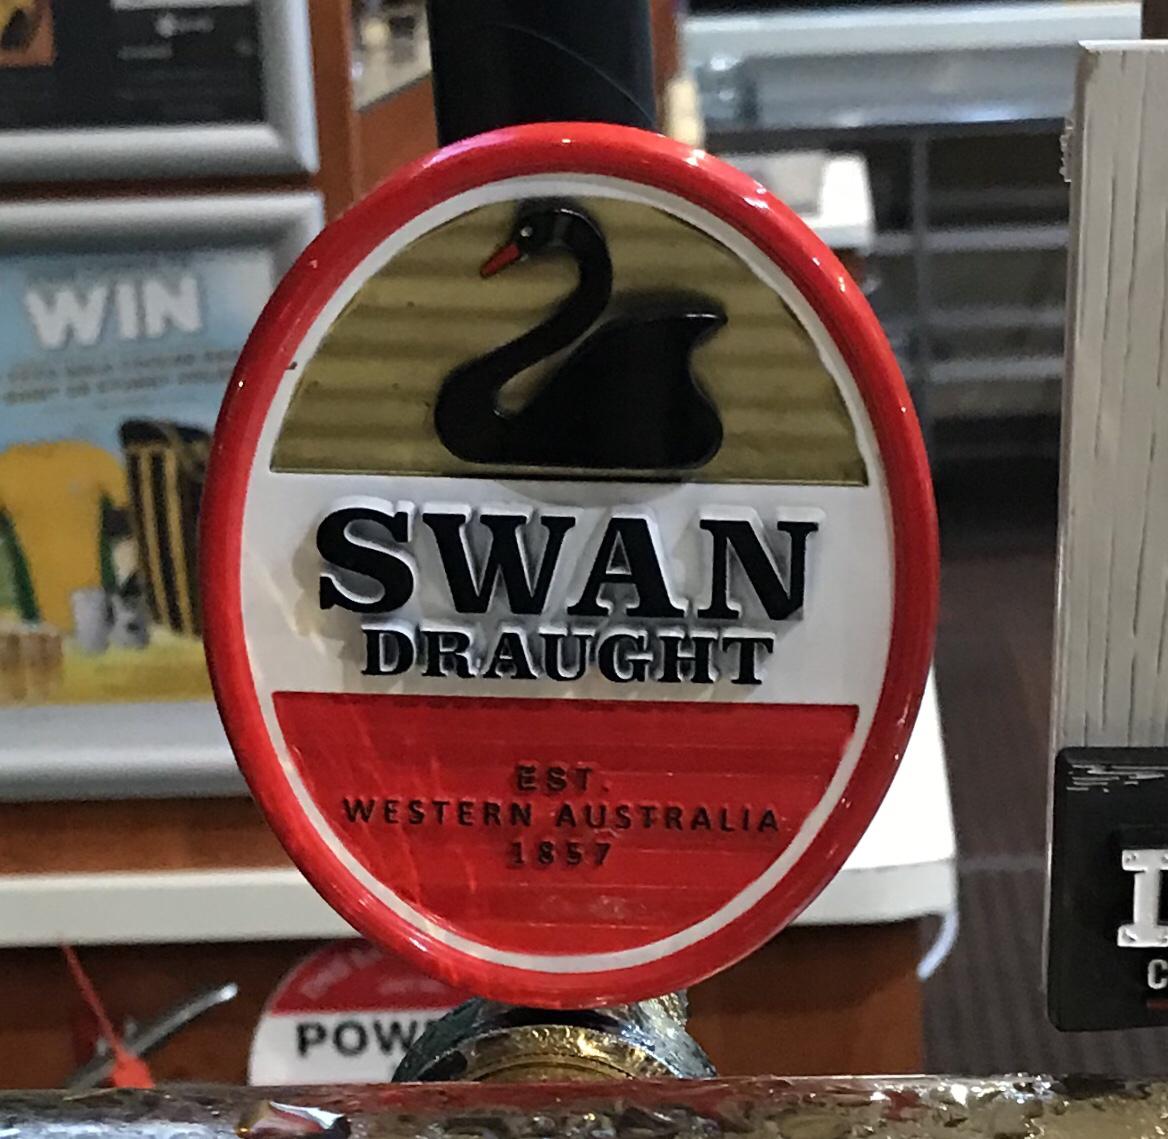 WIN
SWAN
DRAUGHT
EST.
WESTERN AUSTRALIA
1857